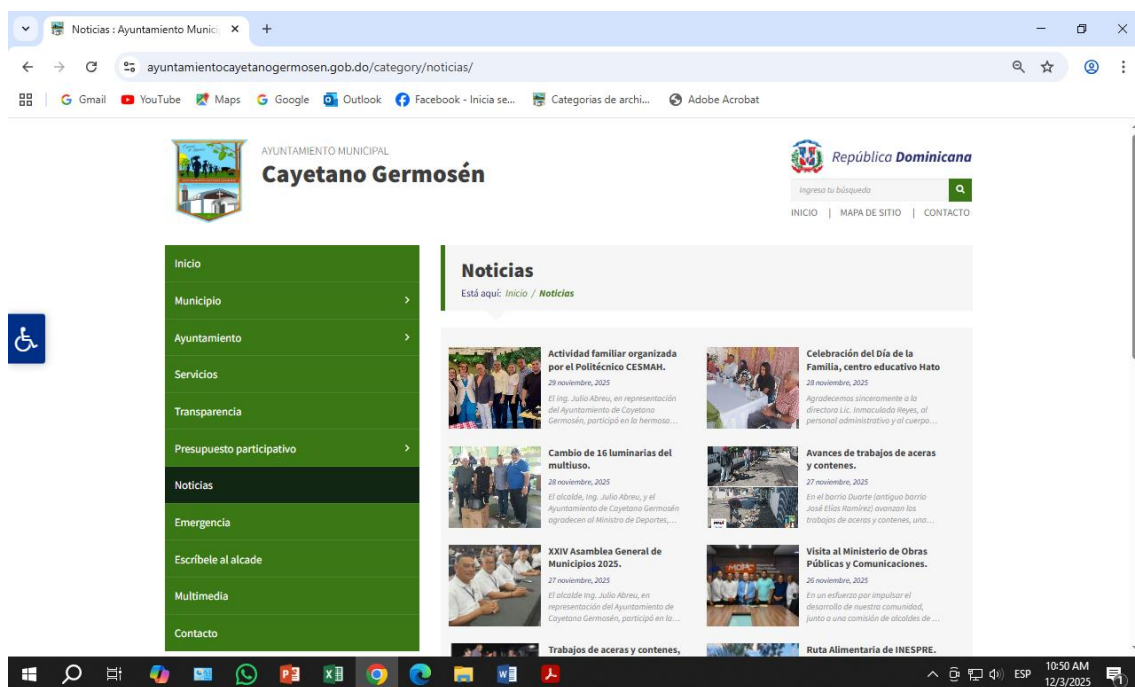 Noticias : Ayuntamiento Munici
ayuntamientocayetanogermosen.gob.do/category/noticias/
Gmail
YouTube
Maps
Google
Outlook
Facebook - Inicia se...
Categorias de archi...
Adobe Acrobat
AYUNTAMIENTO MUNICIPAL
Cayetano Germosén
República Dominicana
Ingresa tu búsqueda
INICIO | MAPA DE SITIO | CONTACTO
Inicio
Municipio
Ayuntamiento
Servicios
Transparencia
Presupuesto participativo
Noticias
Emergencia
Escríbele al alcade
Multimedia
Contacto
Noticias
Está aquí: Inicio / Noticias
Actividad familiar organizada
por el Politécnico CESMAH.
29 noviembre, 2025
El ing. Julio Abreu, en representación
del Ayuntamiento de Cayetano
Germosén, participó en la hermosa...
Celebración del Día de la
Familia, centro educativo Hato
28 noviembre, 2025
Agradecemos sinceramente a la
directora Lic. Inmaculada Reyes, al
personal administrativo y al cuerpo...
Cambio de 16 luminarias del
multiuso.
28 noviembre, 2025
El alcalde, Ing. Julio Abreu, y el
Ayuntamiento de Cayetano Germosén
agradecen al Ministro de Deportes,...
Avances de trabajos de aceras
y contenes.
27 noviembre, 2025
En el barrio Duarte (antiguo barrio
José Elías Ramírez) avanzan los
trabajos de aceras y contenes, una...
XXIV Asamblea General de
Municipios 2025.
27 noviembre, 2025
El alcalde Ing. Julio Abreu, en
representación del Ayuntamiento de
Cayetano Germosén, participó en la...
MOPC
Visita al Ministerio de Obras
Públicas y Comunicaciones.
26 noviembre, 2025
En un esfuerzo por impulsar el
desarrollo de nuestra comunidad,
junto a una comisión de alcaldes de ...
Trabajos de aceras y contenes,
Ruta Alimentaria de INESPRE.
ESP
10:50 AM
12/3/2025